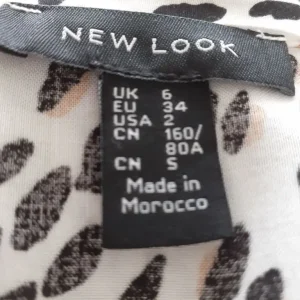 NEW LOOK
UK 6
EU 34
USA 2
CN 160/
80A
CN S
Made in
Morocco